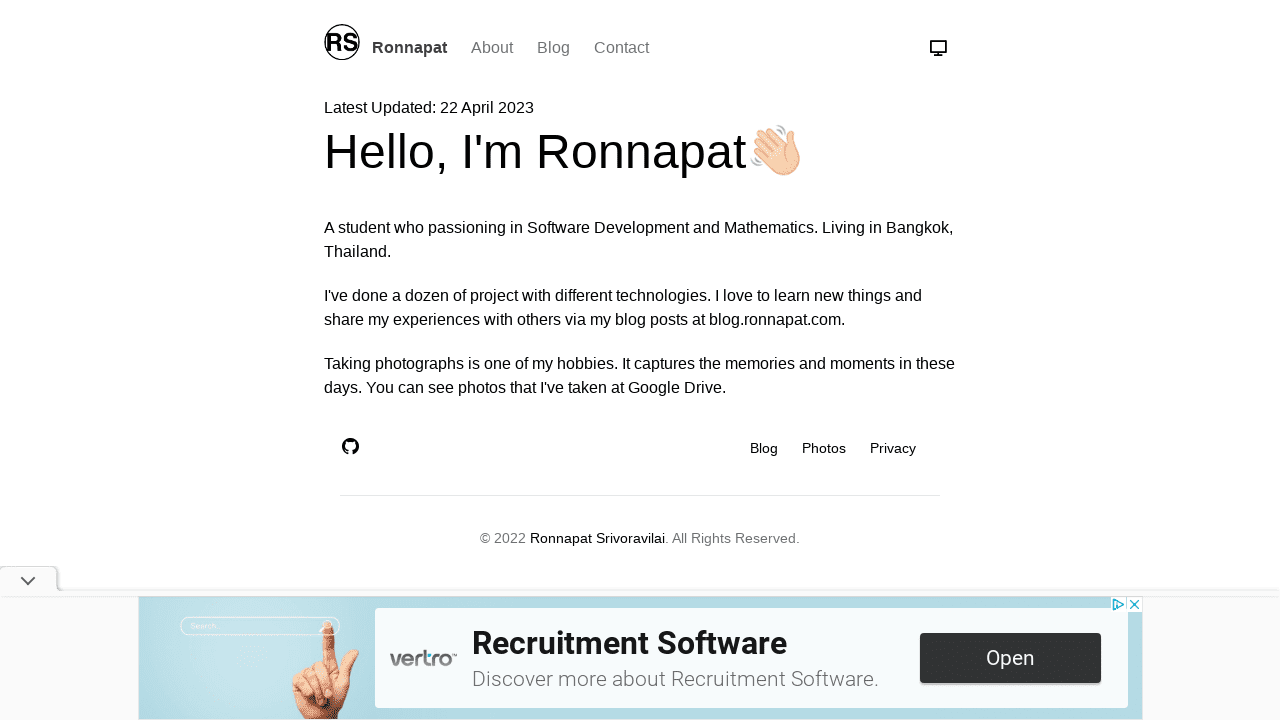 RS Ronnapat About Blog Contact
Latest Updated: 22 April 2023
Hello, I'm Ronnapat👋🏻
A student who passioning in Software Development and Mathematics. Living in Bangkok,
Thailand.
I've done a dozen of project with different technologies. I love to learn new things and
share my experiences with others via my blog posts at blog.ronnapat.com.
Taking photographs is one of my hobbies. It captures the memories and moments in these
days. You can see photos that I've taken at Google Drive.
Blog Photos Privacy
© 2022 Ronnapat Srivoravilai. All Rights Reserved.
Search
vertro™
Recruitment Software
Discover more about Recruitment Software.
Open